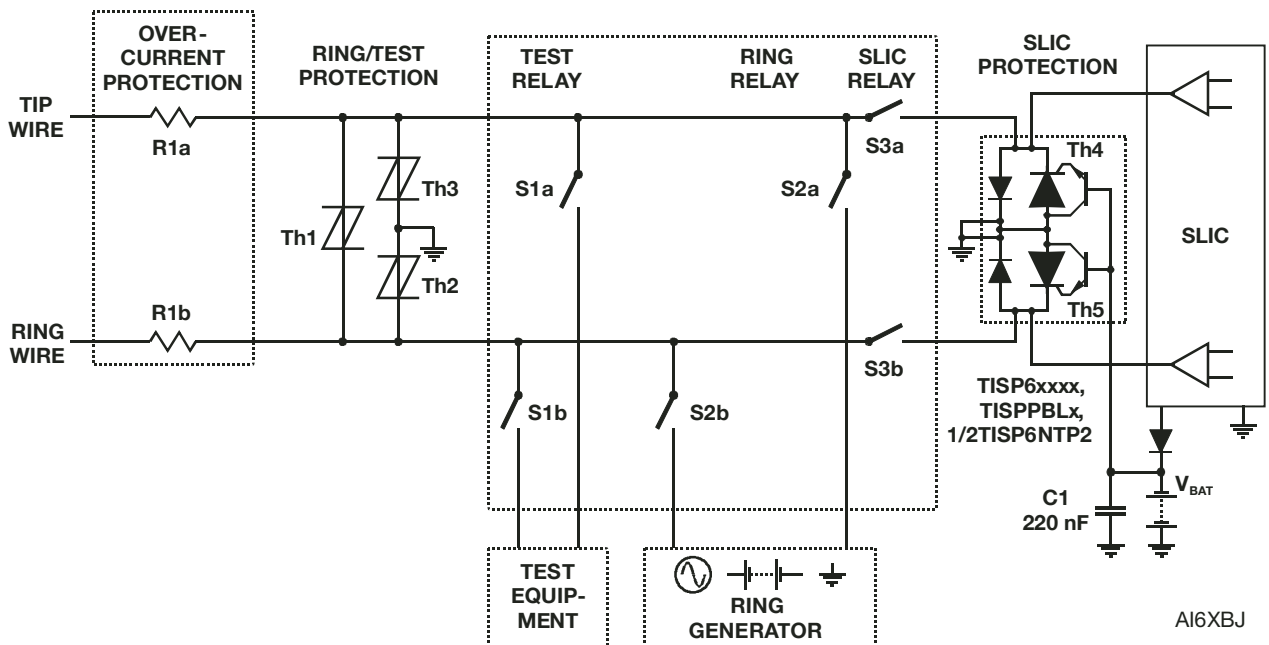 OVER-
CURRENT
PROTECTION
RING/TEST
PROTECTION
TEST
RELAY
RING
RELAY
SLIC
RELAY
SLIC
PROTECTION
TIP
WIRE
R1a
S3a
Th4
Th3
S1a
S2a
Th1
SLIC
Th2
Th5
R1b
RING
WIRE
S3b
S1b
S2b
TISP6xxxx,
TISPPBLx,
1/2TISP6NTP2
C1
220 nF
VBAT
TEST
EQUIP-
MENT
RING
GENERATOR
AI6XBJ